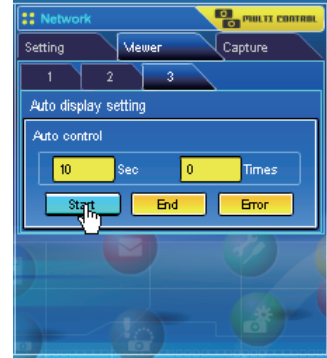 Network
MULTI CONTROL
Setting Viewer Capture
1 2 3
Auto display setting
Auto control
10 Sec 0 Times
Start End Error